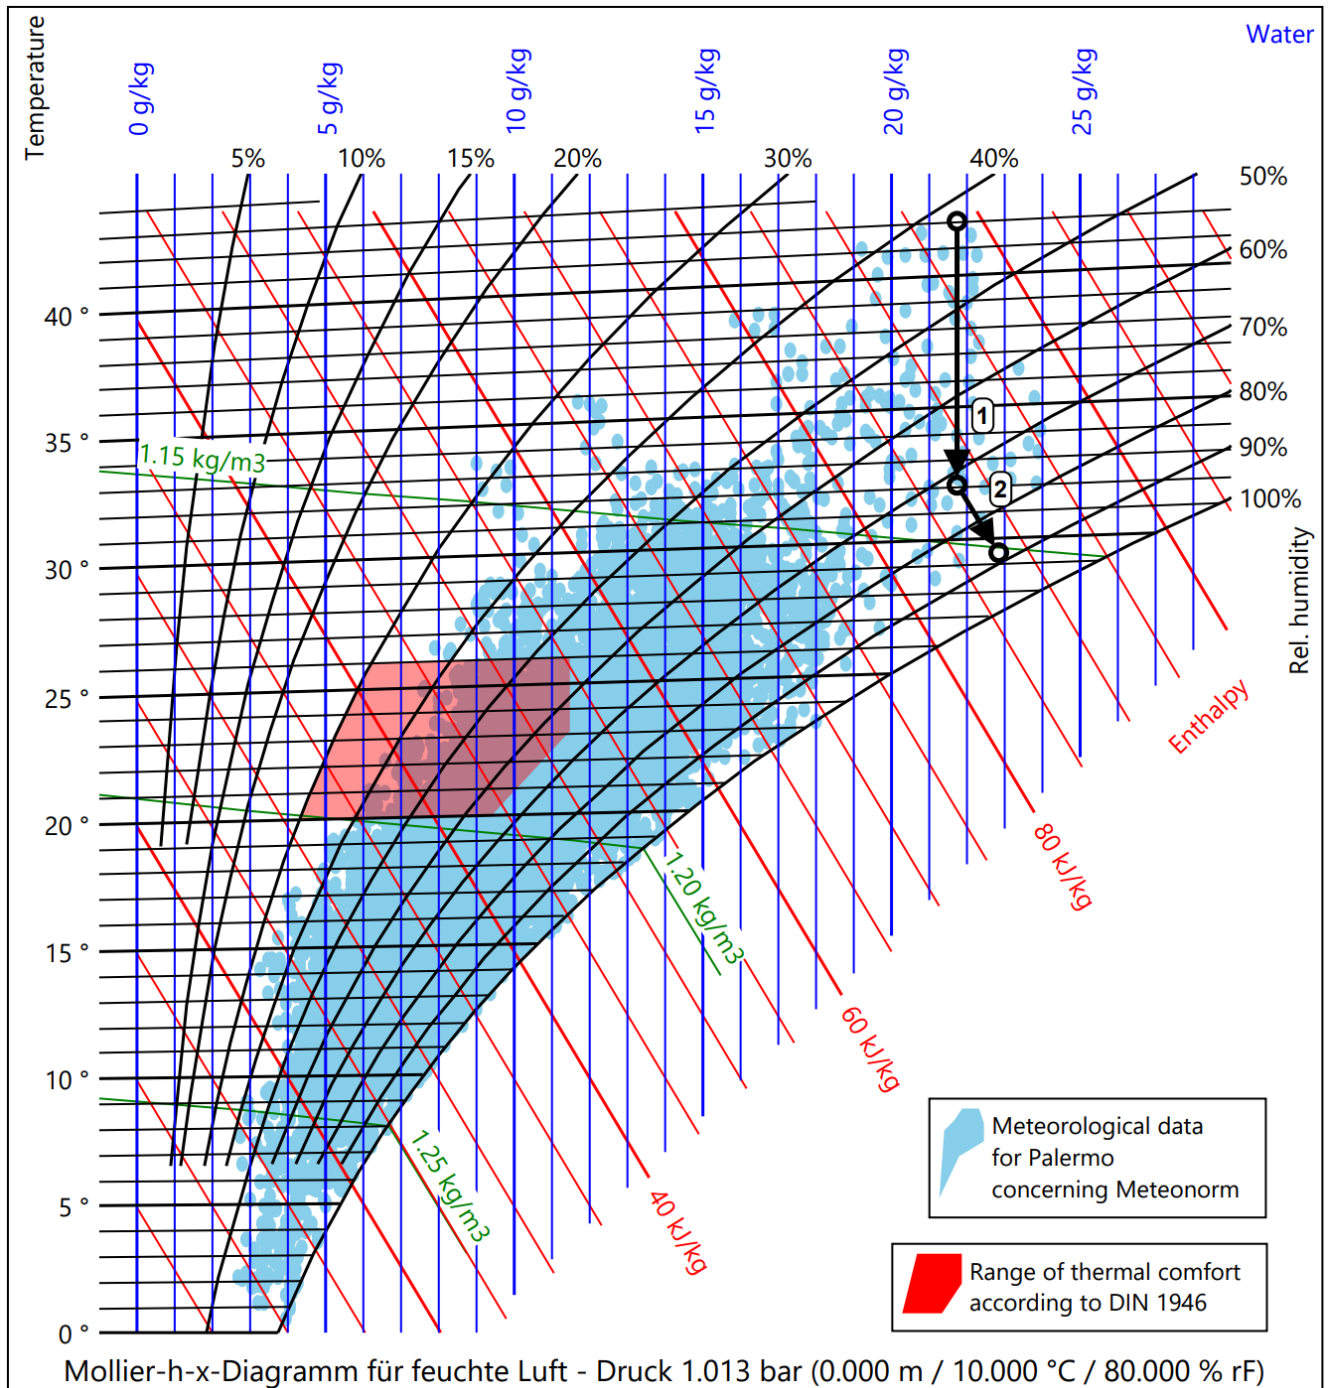 Water
Temperature
0 g/kg
5 g/kg
10 g/kg
15 g/kg
20 g/kg
25 g/kg
5%
10%
15%
20%
30%
40%
50%
60%
70%
80%
90%
100%
40 °
35 °
30 °
25 °
20 °
15 °
10 °
5 °
0 °
1.15 kg/m3
1
2
Rel. humidity
Enthalpy
1.20 kg/m3
80 kJ/kg
60 kJ/kg
1.25 kg/m3
40 kJ/kg
Meteorological data
for Palermo
concerning Meteonorm
Range of thermal comfort
according to DIN 1946
Mollier-h-x-Diagramm für feuchte Luft - Druck 1.013 bar (0.000 m / 10.000 °C / 80.000 % rF)